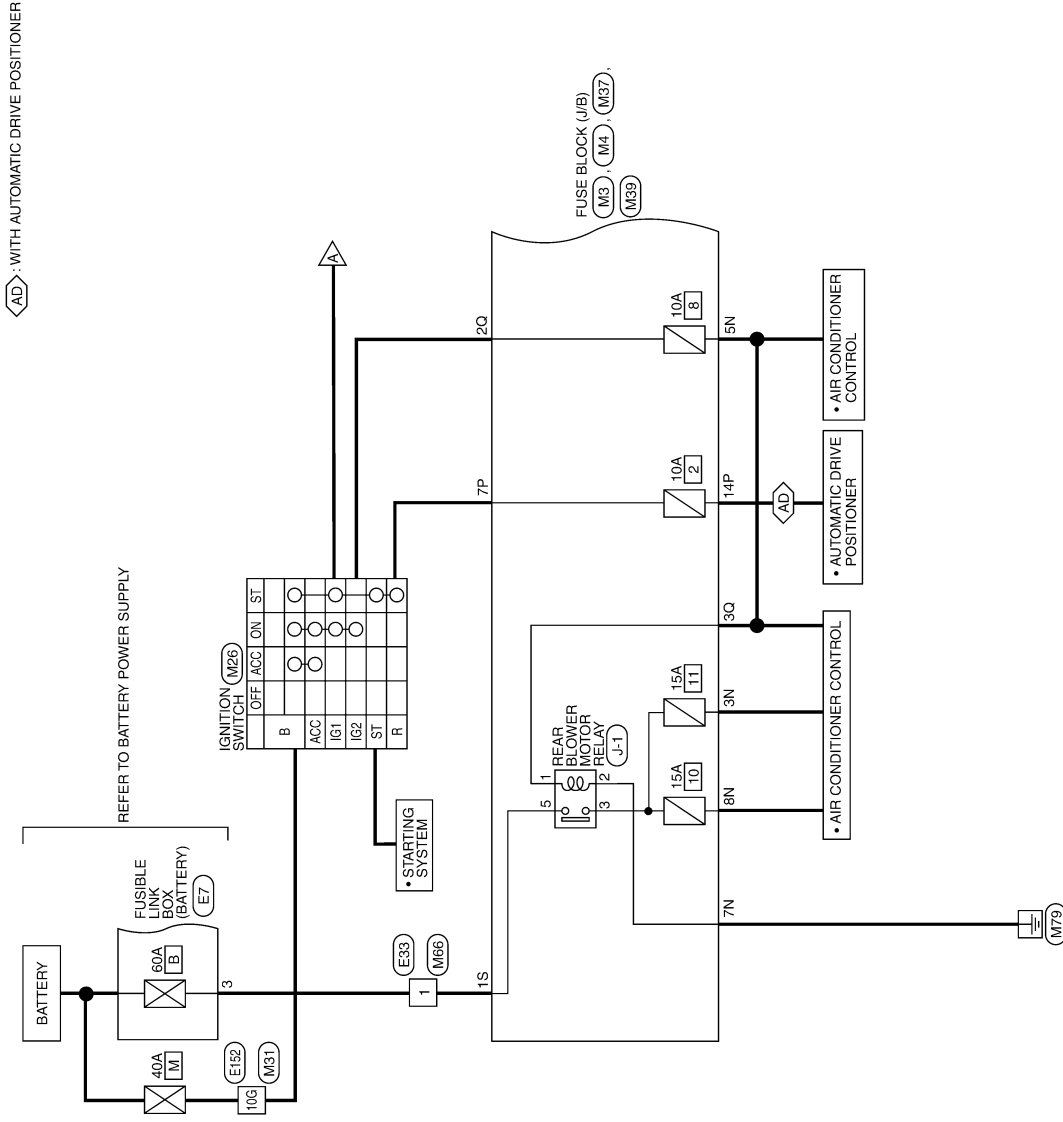 AD : WITH AUTOMATIC DRIVE POSITIONER
REFER TO BATTERY POWER SUPPLY
BATTERY
FUSIBLE
LINK
BOX
(BATTERY)
E7
60A
B
3
40A
M
E152
10G
M31
IGNITION
SWITCH
M26
OFF ACC ON ST
B
ACC
IG1
IG2
ST
R
A
• STARTING
SYSTEM
E33
1
M66
1S
7P
2Q
FUSE BLOCK (J/B)
M3 , M4 , M37 ,
M39
REAR
BLOWER
MOTOR
RELAY
J-1
5
1
3
2
15A
10
15A
11
10A
2
10A
8
7N
8N
3N
3Q
14P
5N
AD
• AIR CONDITIONER CONTROL
• AUTOMATIC DRIVE
POSITIONER
• AIR CONDITIONER
CONTROL
M79